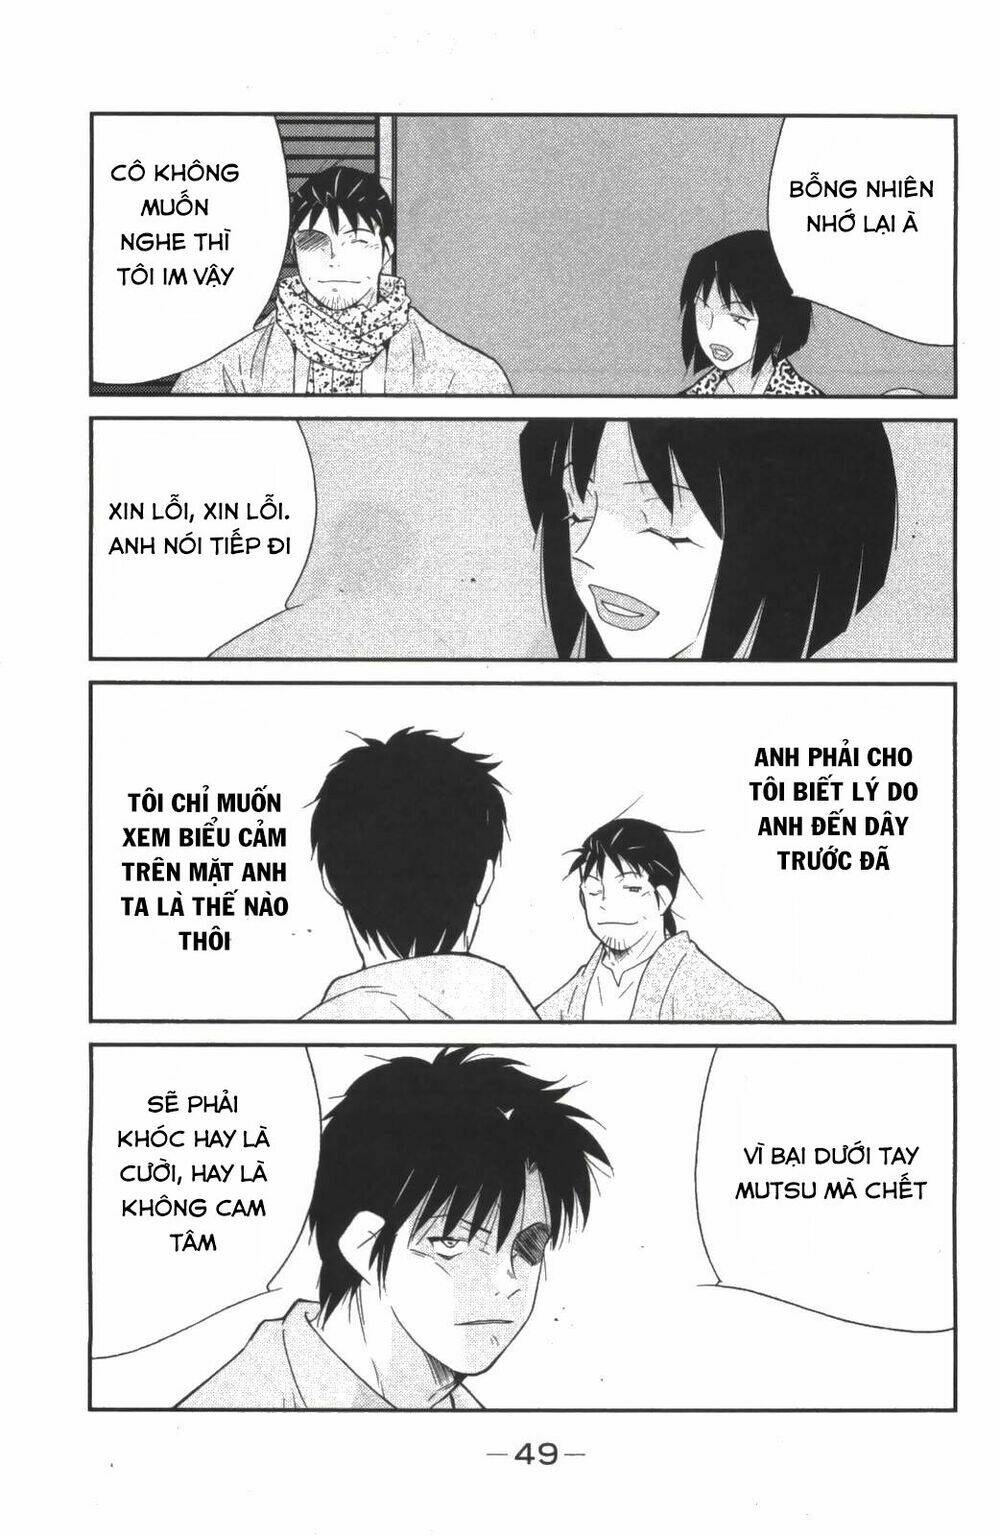 BỖNG NHIÊN
NHỚ LẠI À
CÔ KHÔNG
MUỐN
NGHE THÌ
TÔI IM VẬY
XIN LỖI, XIN LỖI.
ANH NÓI TIẾP ĐI
ANH PHẢI CHO
TÔI BIẾT LÝ DO
ANH ĐẾN DÂY
TRƯỚC ĐÃ
TÔI CHỈ MUỐN
XEM BIỂU CẢM
TRÊN MẶT ANH
TA LÀ THẾ NÀO
THÔI
VÌ BẠI DƯỚI TAY
MUTSU MÀ CHẾT
SẼ PHẢI
KHÓC HAY LÀ
CƯỜI, HAY LÀ
KHÔNG CAM
TÂM
-49-